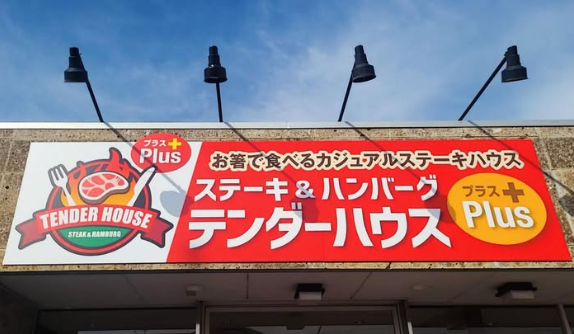 プラス+
Plus
TENDER HOUSE
STEAK & HAMBURG
お箸で食べるカジュアルステーキハウス
ステーキ & ハンバーグ
テンダーハウス
プラス+
Plus